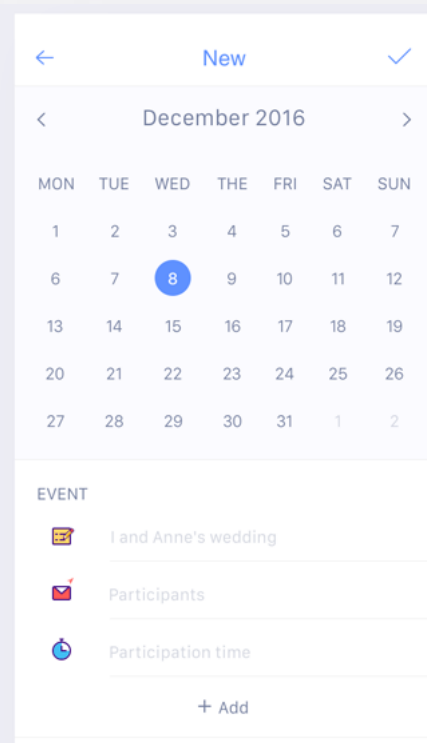 New
December 2016
MON TUE WED THE FRI SAT SUN
1 2 3 4 5 6 7
6 7 8 9 10 11 12
13 14 15 16 17 18 19
20 21 22 23 24 25 26
27 28 29 30 31 1 2
EVENT
I and Anne's wedding
Participants
Participation time
+ Add